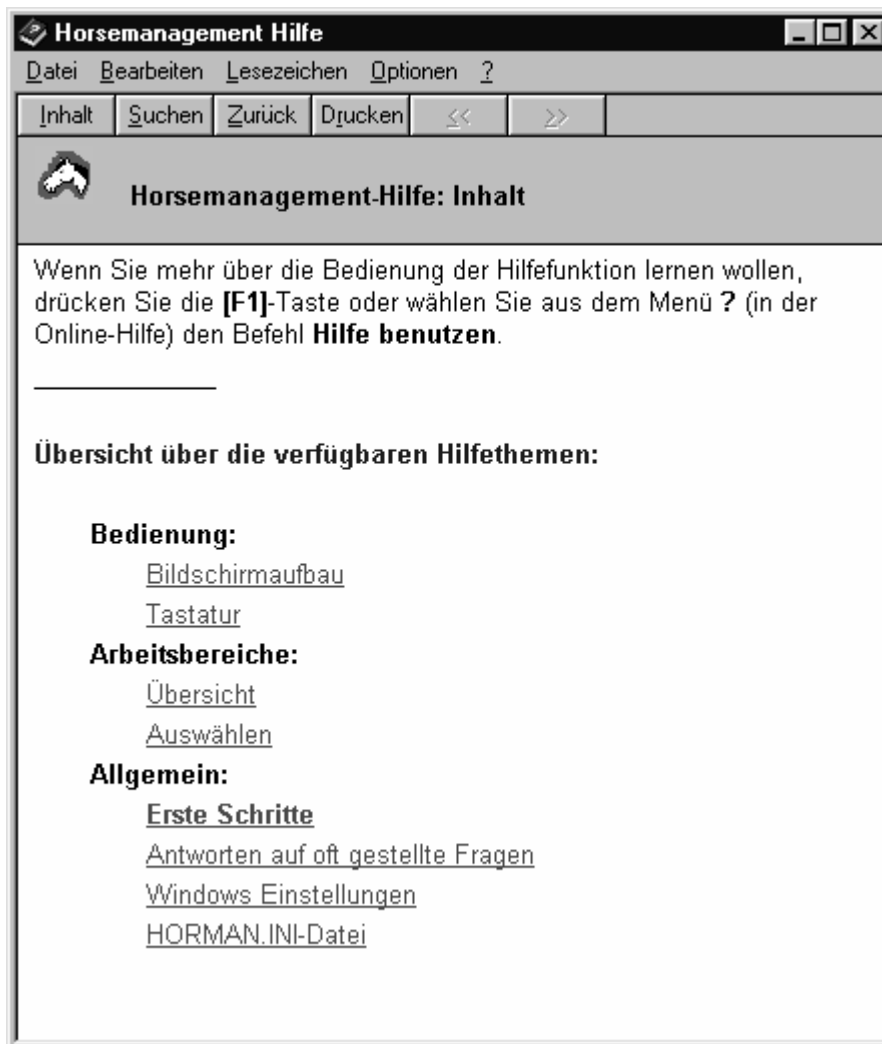 Horsemanagement Hilfe
Datei Bearbeiten Lesezeichen Optionen ?
Inhalt Suchen Zurück Drucken << >>
Horsemanagement-Hilfe: Inhalt
Wenn Sie mehr über die Bedienung der Hilfefunktion lernen wollen,
drücken Sie die [F1]-Taste oder wählen Sie aus dem Menü ? (in der
Online-Hilfe) den Befehl Hilfe benutzen.
Übersicht über die verfügbaren Hilfethemen:
Bedienung:
Bildschirmaufbau
Tastatur
Arbeitsbereiche:
Übersicht
Auswählen
Allgemein:
Erste Schritte
Antworten auf oft gestellte Fragen
Windows Einstellungen
HORMAN.INI-Datei